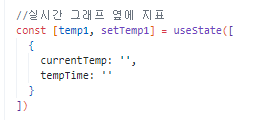 //실시간 그래프 옆에 지표
const [temp1, setTemp1] = useState([
  {
    currentTemp: '',
    tempTime: ''
  }
])